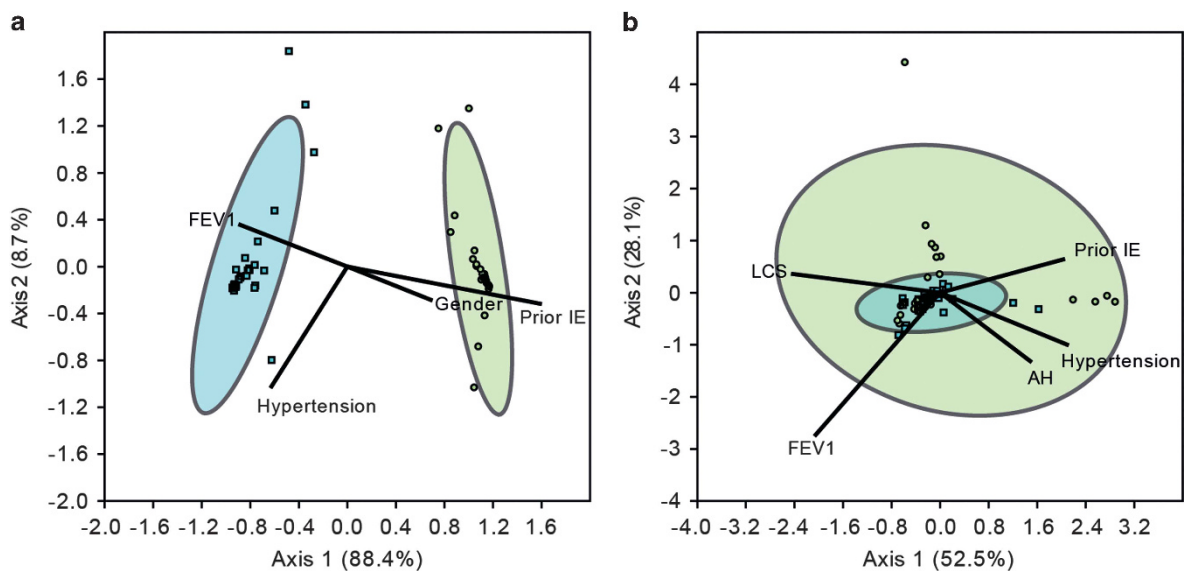 a
1.6
1.2
0.8
0.4
0.0
-0.4
-0.8
-1.2
-1.6
-2.0
Axis 2 (8.7%)
FEV1
Gender
Prior IE
Hypertension
-2.0 -1.6 -1.2 -0.8 -0.4 0.0 0.4 0.8 1.2 1.6
Axis 1 (88.4%)
b
4
3
2
1
0
-1
-2
-3
-4
Axis 2 (28.1%)
LCS
Prior IE
Hypertension
AH
FEV1
-4.0 -3.2 -2.4 -1.6 -0.8 0.0 0.8 1.6 2.4 3.2
Axis 1 (52.5%)